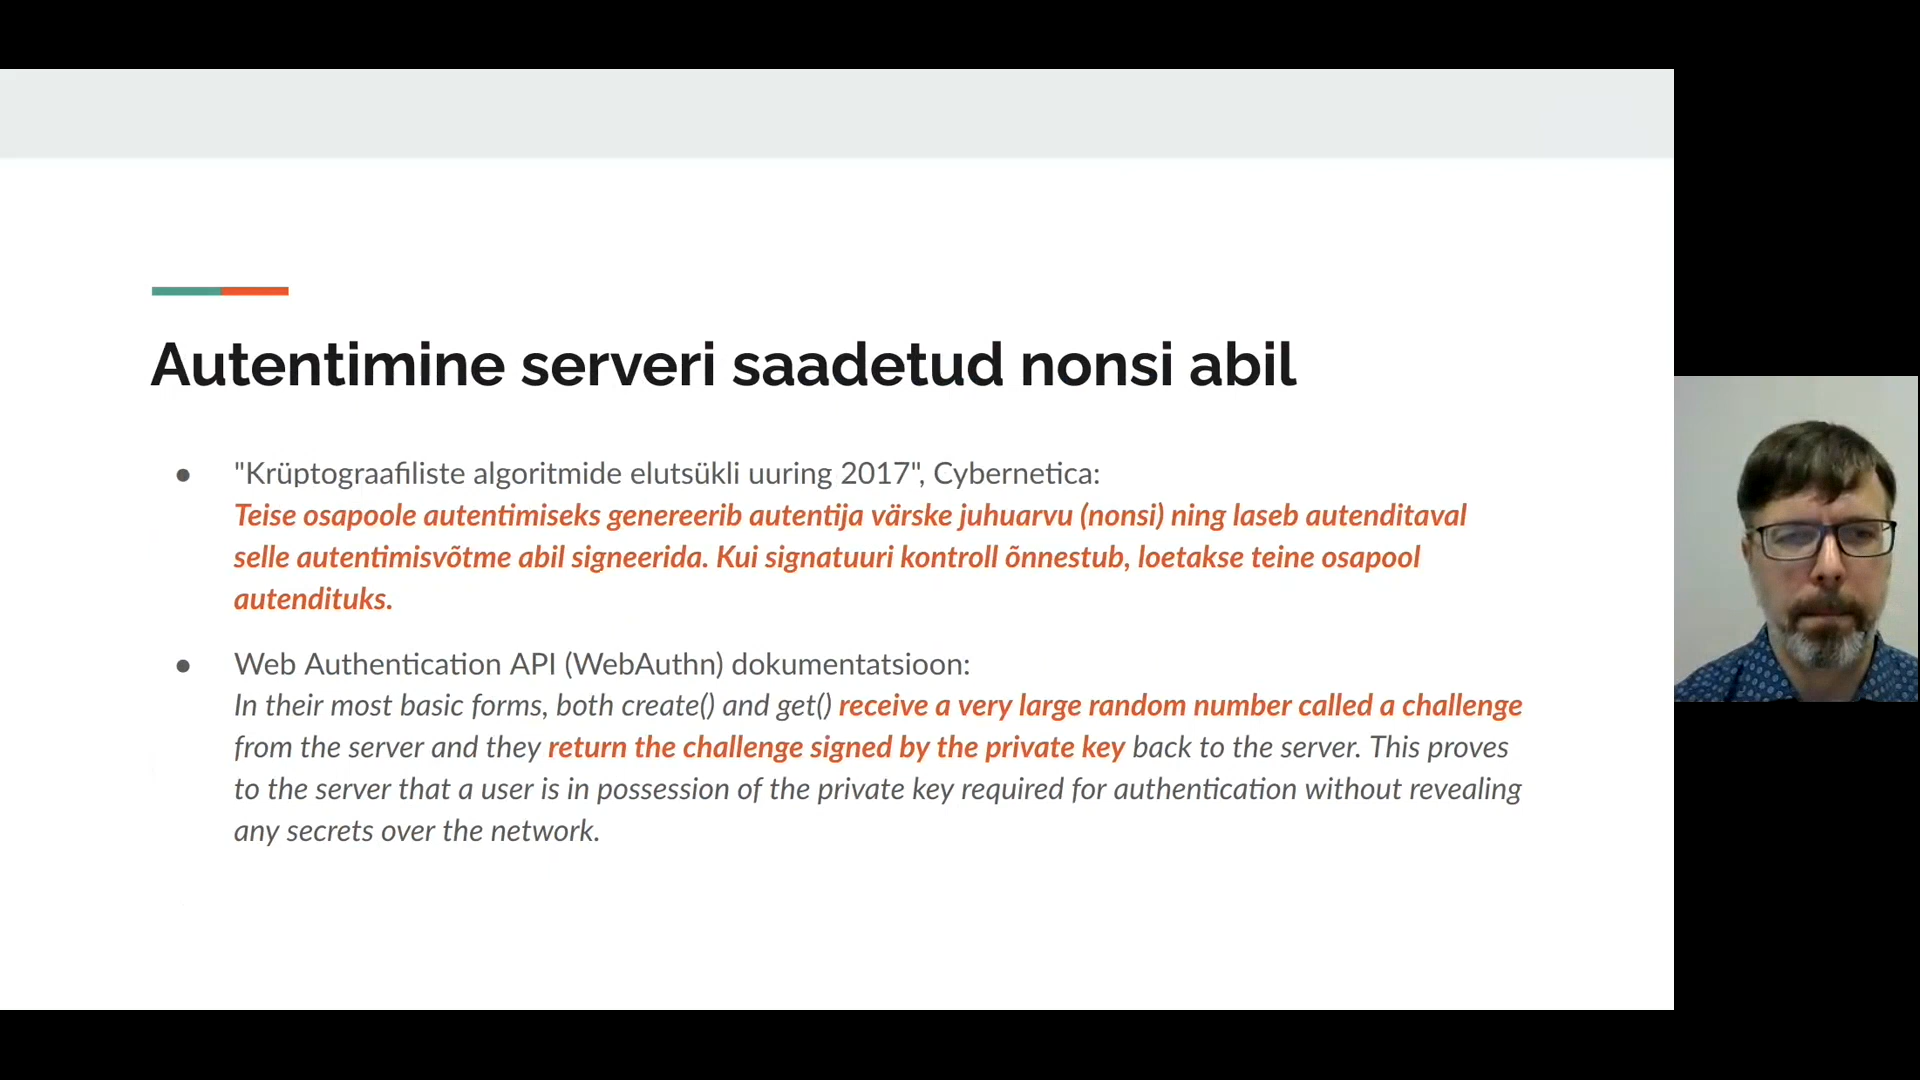 Autentimine serveri saadetud nonsi abil
● "Krüptograafiliste algoritmide elutsükli uuring 2017", Cybernetica:
Teise osapoole autentimiseks genereerib autentija värske juhuarvu (nonsi) ning laseb autenditaval
selle autentimisvõtme abil signeerida. Kui signatuuri kontroll õnnestub, loetakse teine osapool
autendituks.
● Web Authentication API (WebAuthn) dokumentatsioon:
In their most basic forms, both create() and get() receive a very large random number called a challenge
from the server and they return the challenge signed by the private key back to the server. This proves
to the server that a user is in possession of the private key required for authentication without revealing
any secrets over the network.